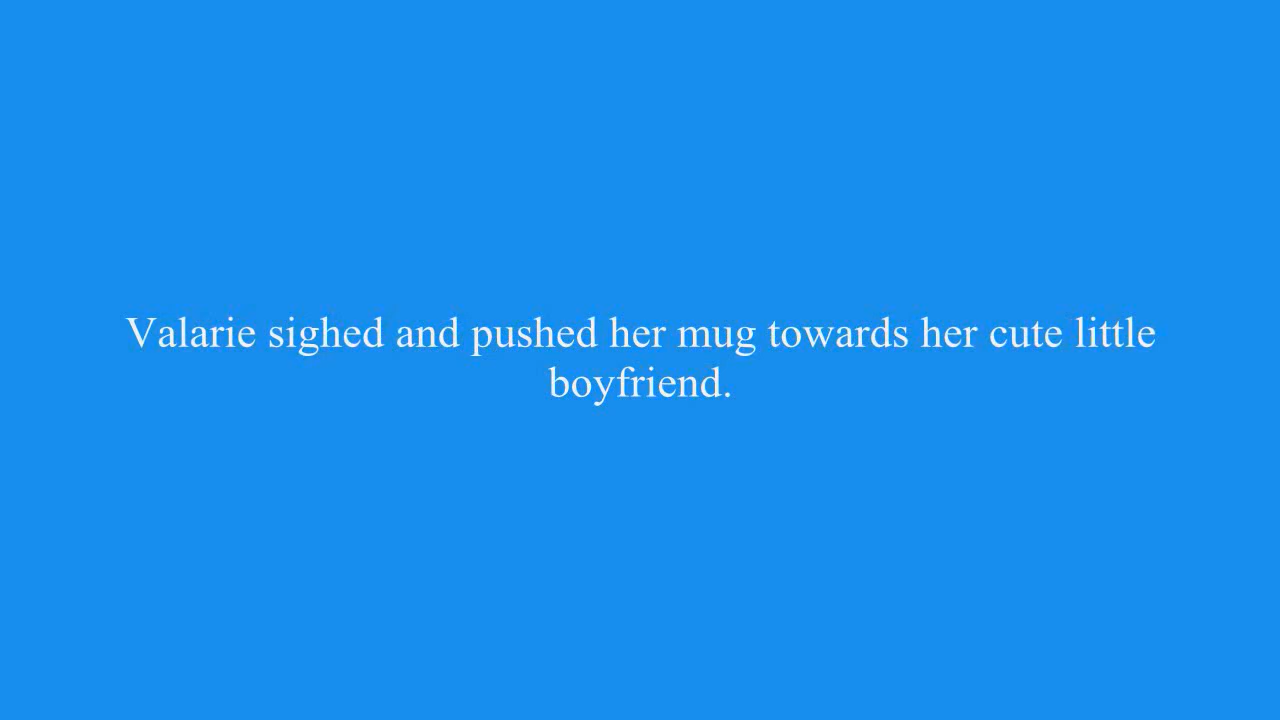 Valarie sighed and pushed her mug towards her cute little
boyfriend.